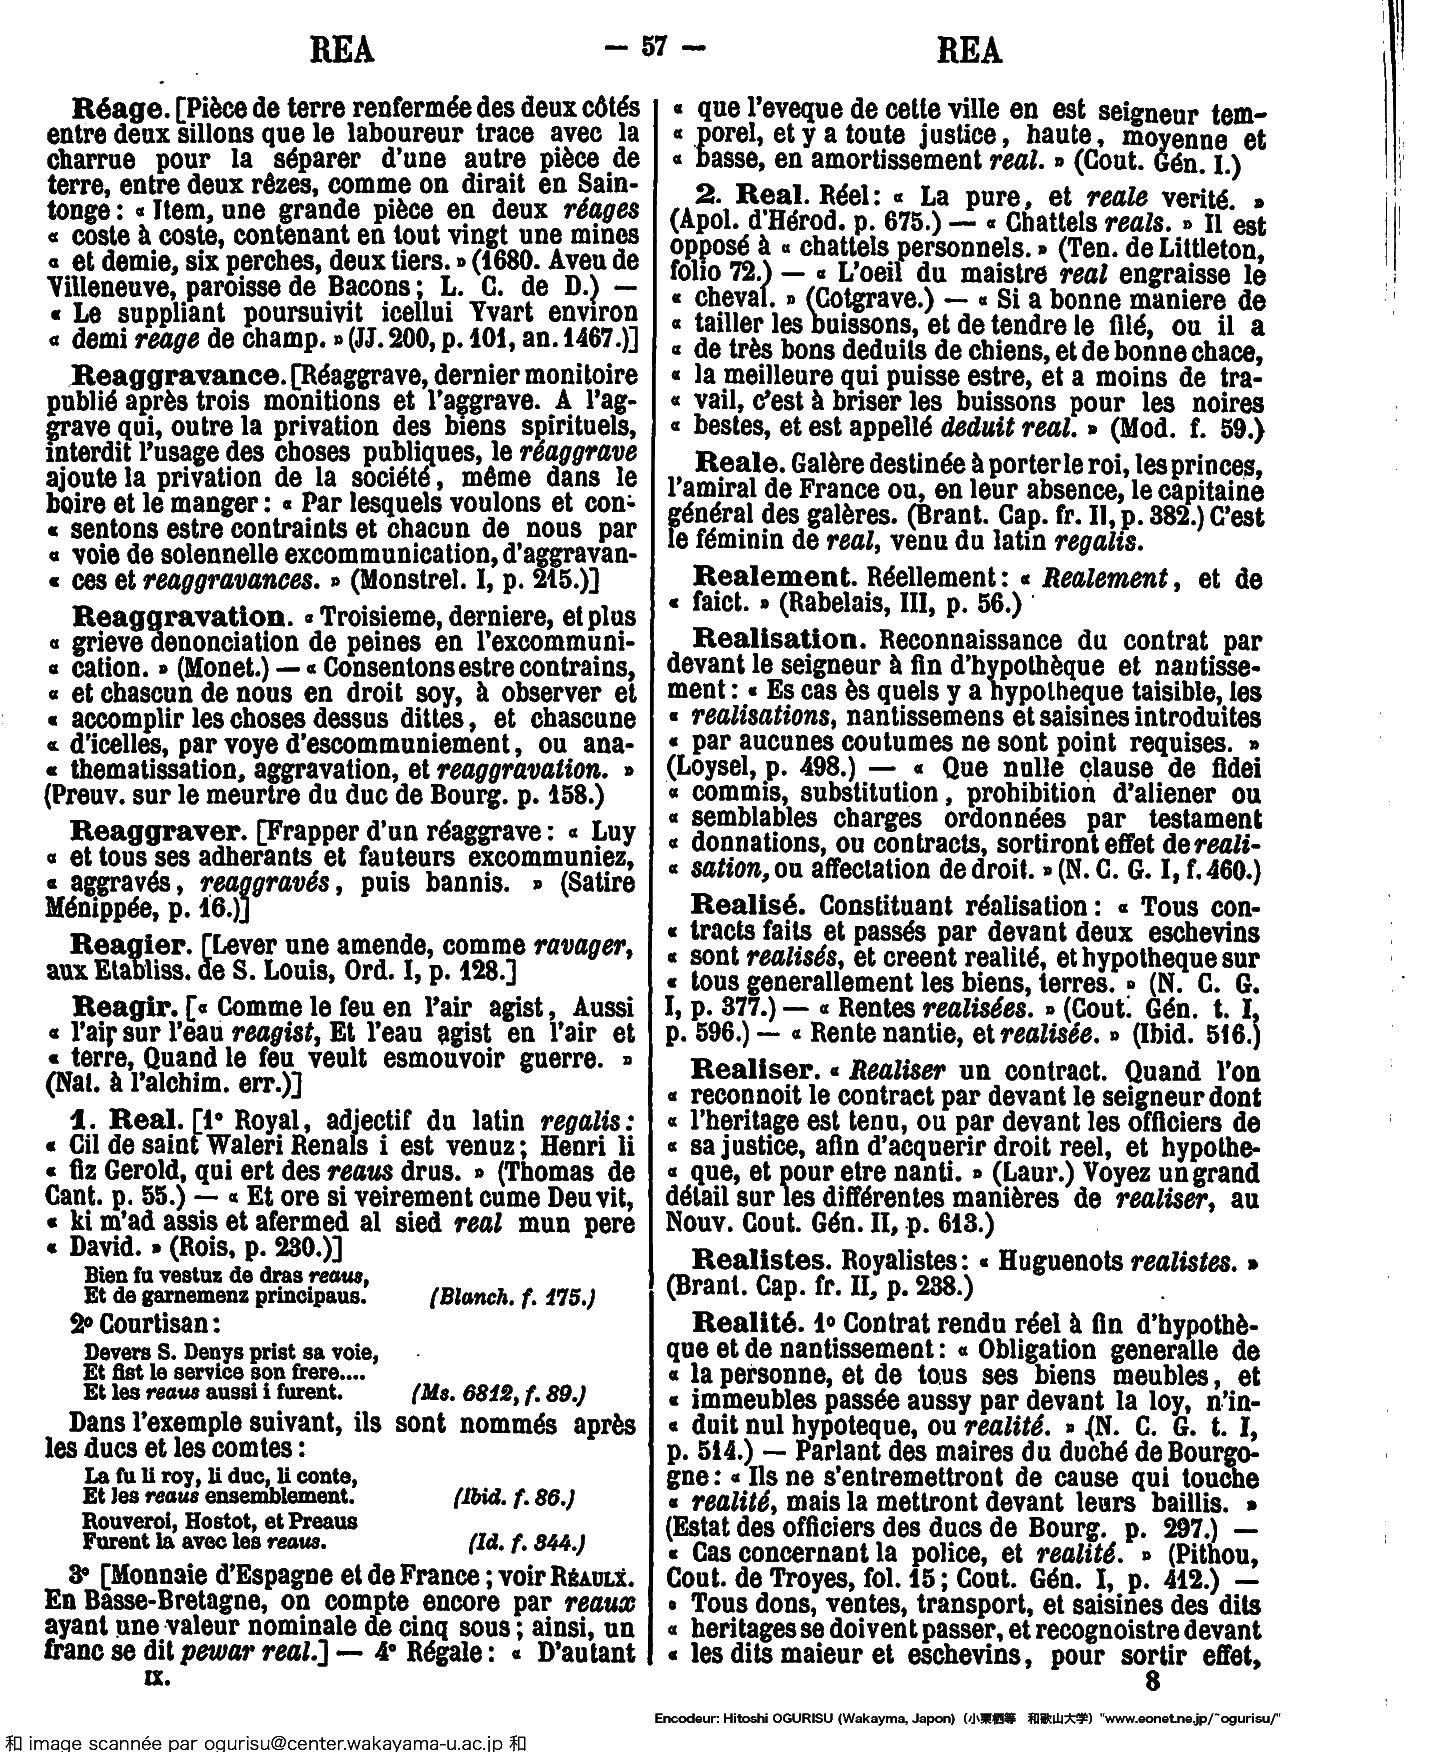 REA — 57 — REA
Réage. [Pièce de terre renfermée des deux côtés
entre deux sillons que le laboureur trace avec la
charrue pour la séparer d'une autre pièce de
terre, entre deux rêzes, comme on dirait en Sain-
tonge : « Item, une grande pièce en deux réages
« coste à coste, contenant en tout vingt une mines
« et demie, six perches, deux tiers. » (1680. Aveu de
Villeneuve, paroisse de Bacons ; L. C. de D.) —
« Le suppliant poursuivit icellui Yvart environ
« demi reage de champ. » (JJ. 200, p. 101, an. 1467.)]
Reaggravance. [Réaggrave, dernier monitoire
publié après trois monitions et l'aggrave. A l'ag-
grave qui, outre la privation des biens spirituels,
interdit l'usage des choses publiques, le réaggrave
ajoute la privation de la société, même dans le
boire et le manger : « Par lesquels voulons et con-
« sentons estre contraints et chacun de nous par
« voie de solennelle excommunication, d'aggravan-
« ces et reaggravances. » (Monstrel. I, p. 215.)]
Reaggravation. « Troisieme, derniere, et plus
« grieve denonciation de peines en l'excommuni-
« cation. » (Monet.) — « Consentons estre contrains,
« et chascun de nous en droit soy, à observer et
« accomplir les choses dessus dittes, et chascune
« d'icelles, par voye d'escommuniement, ou ana-
« thematissation, aggravation, et reaggravation. »
(Preuv. sur le meurtre du duc de Bourg. p. 158.)
Reaggraver. [Frapper d'un réaggrave : « Luy
« et tous ses adherants et fauteurs excommuniez,
« aggravés, reaggravés, puis bannis. » (Satire
Ménippée, p. 16.)]
Reagier. [Lever une amende, comme ravager,
aux Etabliss. de S. Louis, Ord. I, p. 128.]
Reagir. [« Comme le feu en l'air agist, Aussi
« l'air sur l'eau reagist, Et l'eau agist en l'air et
« terre, Quand le feu veult esmouvoir guerre. »
(Nat. à l'alchim. err.)]
1. Real. [1º Royal, adjectif du latin regalis :
« Cil de saint Waleri Renals i est venuz ; Henri li
« fiz Gerold, qui ert des reaus drus. » (Thomas de
Cant. p. 55.) — « Et ore si veirement cume Deu vit,
« ki m'ad assis et afermed al sied real mun pere
« David. » (Rois, p. 230.)]
Bien fu vestuz de dras reaus,
Et de garnemenz principaus. (Blanch. f. 175.)
2º Courtisan :
Devers S. Denys prist sa voie,
Et fist le service son frere....
Et les reaus aussi i furent. (Ms. 6812, f. 89.)
Dans l'exemple suivant, ils sont nommés après
les ducs et les comtes :
La fu li roy, li duc, li conte,
Et les reaus ensemblement. (Ibid. f. 86.)
Rouveroi, Hostot, et Preaus
Furent la avec les reaus. (Id. f. 344.)
3º [Monnaie d'Espagne et de France ; voir RÉAULX.
En Basse-Bretagne, on compte encore par reaux
ayant une valeur nominale de cinq sous ; ainsi, un
franc se dit pewar real.] — 4º Régale : « D'autant
IX.
« que l'eveque de cette ville en est seigneur tem-
« porel, et y a toute justice, haute, moyenne et
« basse, en amortissement real. » (Cout. Gén. I.)
2. Real. Réel : « La pure, et reale verité. »
(Apol. d'Hérod. p. 675.) — « Chattels reals. » Il est
opposé à « chattels personnels. » (Ten. de Littleton,
folio 72.) — « L'oeil du maistre real engraisse le
« cheval. » (Cotgrave.) — « Si a bonne maniere de
« tailler les buissons, et de tendre le filé, ou il a
« de très bons deduits de chiens, et de bonne chace,
« la meilleure qui puisse estre, et a moins de tra-
« vail, c'est à briser les buissons pour les noires
« bestes, et est appellé deduit real. » (Mod. f. 59.)
Reale. Galère destinée à porter le roi, les princes,
l'amiral de France ou, en leur absence, le capitaine
général des galères. (Brant. Cap. fr. II, p. 382.) C'est
le féminin de real, venu du latin regalis.
Realement. Réellement : « Realement, et de
« faict. » (Rabelais, III, p. 56.)
Realisation. Reconnaissance du contrat par
devant le seigneur à fin d'hypothèque et nantisse-
ment : « Es cas ès quels y a hypotheque taisible, les
« realisations, nantissemens et saisines introduites
« par aucunes coutumes ne sont point requises. »
(Loysel, p. 498.) — « Que nulle clause de fidei
« commis, substitution, prohibition d'aliener ou
« semblables charges ordonnées par testament
« donnations, ou contracts, sortiront effet de reali-
« sation, ou affectation de droit. » (N. C. G. I, f. 460.)
Realisé. Constituant réalisation : « Tous con-
« tracts faits et passés par devant deux eschevins
« sont realisés, et creent realité, et hypotheque sur
« tous generallement les biens, terres. » (N. C. G.
I, p. 377.) — « Rentes realisées. » (Cout. Gén. t. I,
p. 596.) — « Rente nantie, et realisée. » (Ibid. 516.)
Realiser. « Realiser un contract. Quand l'on
« reconnoit le contract par devant le seigneur dont
« l'heritage est tenu, ou par devant les officiers de
« sa justice, afin d'acquerir droit reel, et hypothe-
« que, et pour etre nanti. » (Laur.) Voyez un grand
détail sur les différentes manières de realiser, au
Nouv. Cout. Gén. II, p. 613.)
Realistes. Royalistes : « Huguenots realistes. »
(Brant. Cap. fr. II, p. 238.)
Realité. 1º Contrat rendu réel à fin d'hypothè-
que et de nantissement : « Obligation generalle de
« la personne, et de tous ses biens meubles, et
« immeubles passée aussy par devant la loy, n'in-
« duit nul hypoteque, ou realité. » (N. C. G. t. I,
p. 514.) — Parlant des maires du duché de Bourgo-
gne : « Ils ne s'entremettront de cause qui touche
« realité, mais la mettront devant leurs baillis. »
(Estat des officiers des ducs de Bourg. p. 297.) —
« Cas concernant la police, et realité. » (Pithou,
Cout. de Troyes, fol. 15 ; Cout. Gén. I, p. 412.) —
« Tous dons, ventes, transport, et saisines des dits
« heritages se doivent passer, et recognoistre devant
« les dits maieur et eschevins, pour sortir effet,
8
Encodeur: Hitoshi OGURISU (Wakayma, Japon) (小栗栖等 和歌山大学) "www.eonet.ne.jp/~ogurisu/"
和 image scannée par ogurisu@center.wakayama-u.ac.jp 和